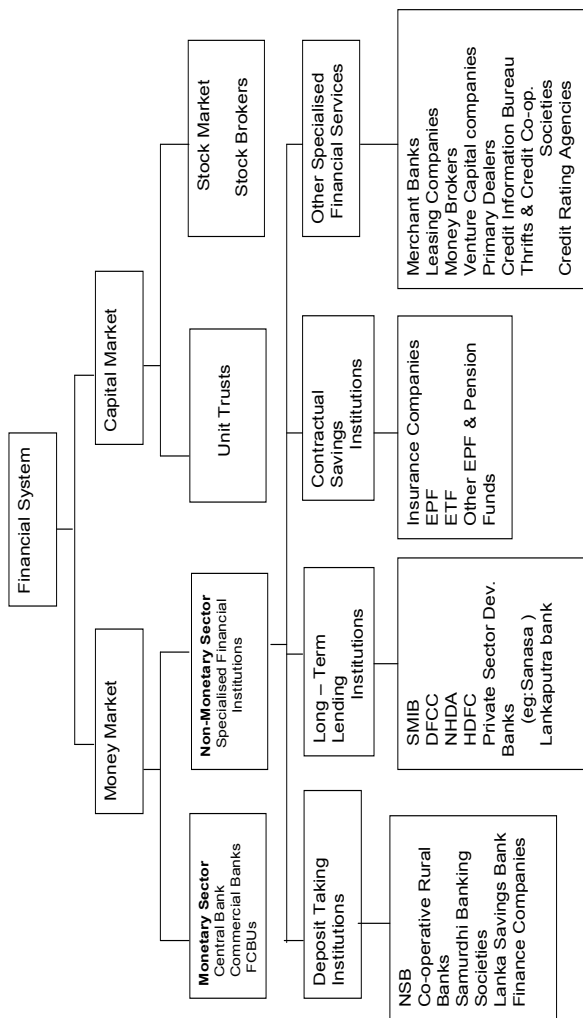 Financial System
Money Market
Capital Market
Monetary Sector
Central Bank
Commercial Banks
FCBUs
Non-Monetary Sector
Specialised Financial
Institutions
Unit Trusts
Stock Market
Stock Brokers
Deposit Taking
Institutions
Long – Term
Lending
Institutions
Contractual
Savings
Institutions
Other Specialised
Financial Services
NSB
Co-operative Rural
Banks
Samurdhi Banking
Societies
Lanka Savings Bank
Finance Companies
SMIB
DFCC
NHDA
HDFC
Private Sector Dev.
Banks
(eg:Sanasa )
Lankaputra bank
Insurance Companies
EPF
ETF
Other EPF & Pension
Funds
Merchant Banks
Leasing Companies
Money Brokers
Venture Capital companies
Primary Dealers
Credit Information Bureau
Thrifts & Credit Co-op.
Societies
Credit Rating Agencies